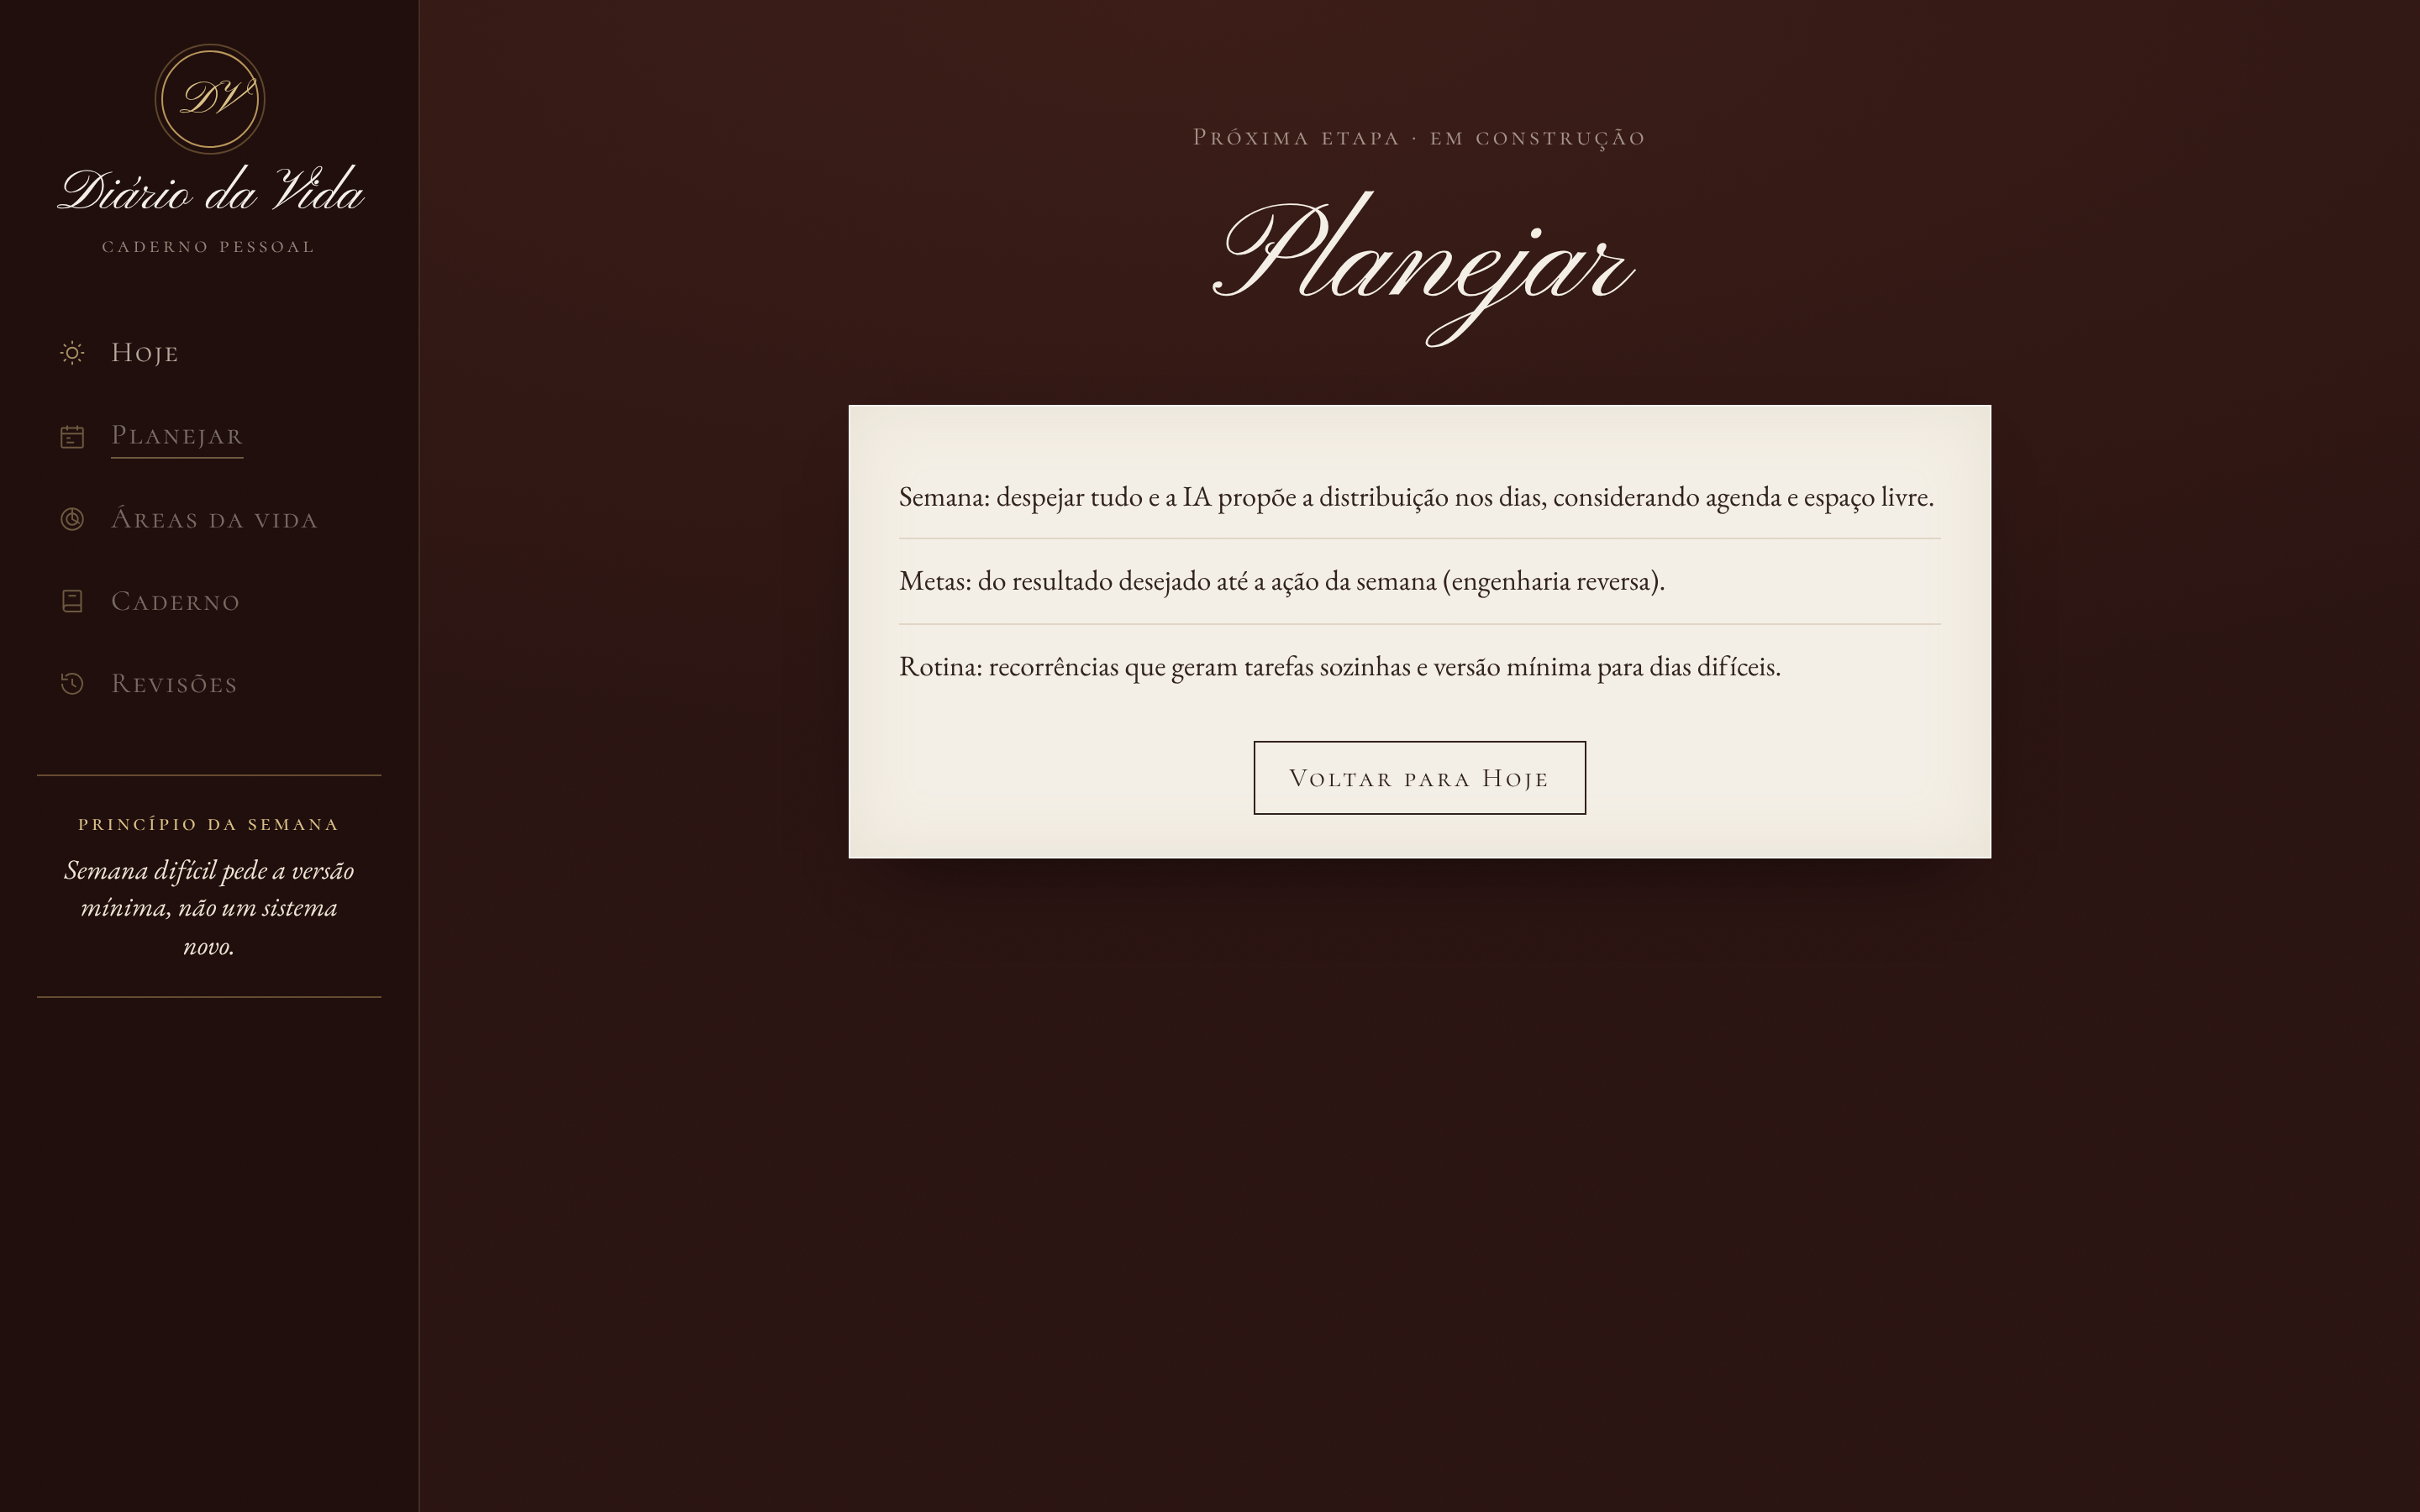 DV
Diário da Vida
CADERNO PESSOAL
Hoje
Planejar
Áreas da vida
Caderno
Revisões
PRINCÍPIO DA SEMANA
Semana difícil pede a versão
mínima, não um sistema
novo.
Próxima etapa · em construção
Planejar
Semana: despejar tudo e a IA propõe a distribuição nos dias, considerando agenda e espaço livre.
Metas: do resultado desejado até a ação da semana (engenharia reversa).
Rotina: recorrências que geram tarefas sozinhas e versão mínima para dias difíceis.
Voltar para Hoje